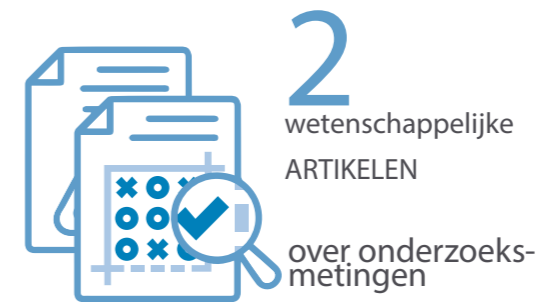 2
wetenschappelijke
ARTIKELEN
over onderzoeks-
metingen